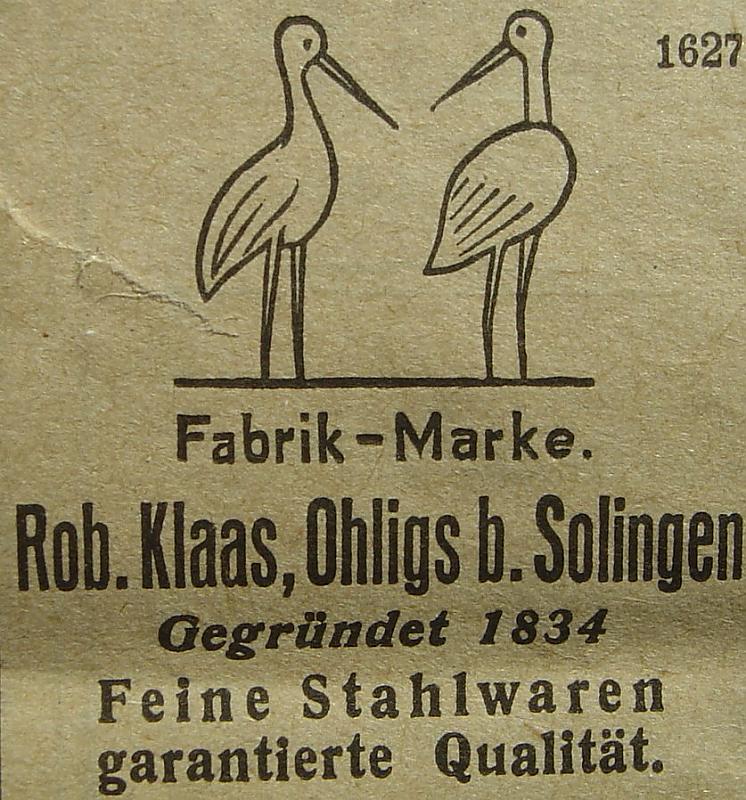 1627
Fabrik-Marke.
Rob. Klaas, Ohligs b. Solingen
Gegründet 1834
Feine Stahlwaren
garantierte Qualität.